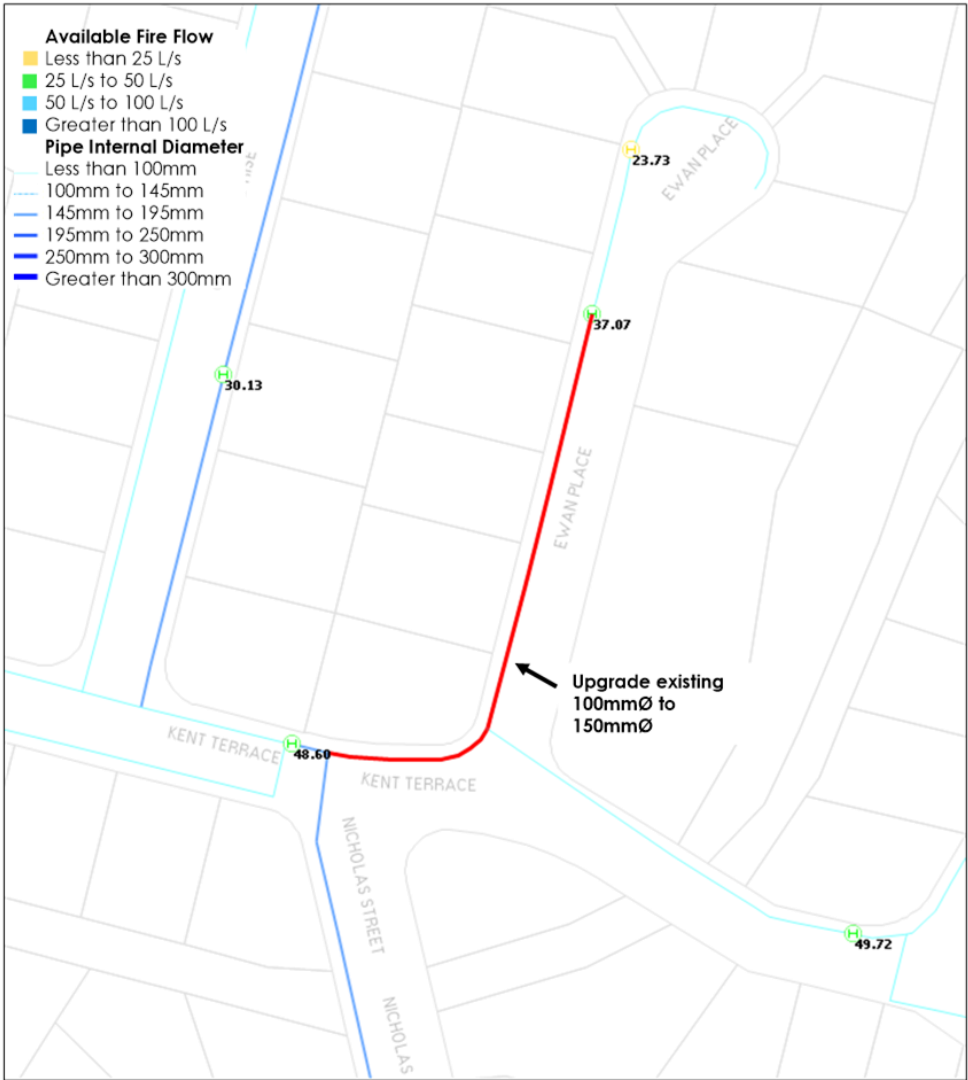 Available Fire Flow
Less than 25 L/s
25 L/s to 50 L/s
50 L/s to 100 L/s
Greater than 100 L/s
Pipe Internal Diameter
Less than 100mm
100mm to 145mm
145mm to 195mm
195mm to 250mm
250mm to 300mm
Greater than 300mm
H
23.73
EWAN PLACE
H
37.07
H
30.13
EWAN PLACE
Upgrade existing
100mmØ to
150mmØ
KENT TERRACE
H
48.60
KENT TERRACE
NICHOLAS STREET
H
49.72
NICHOLAS